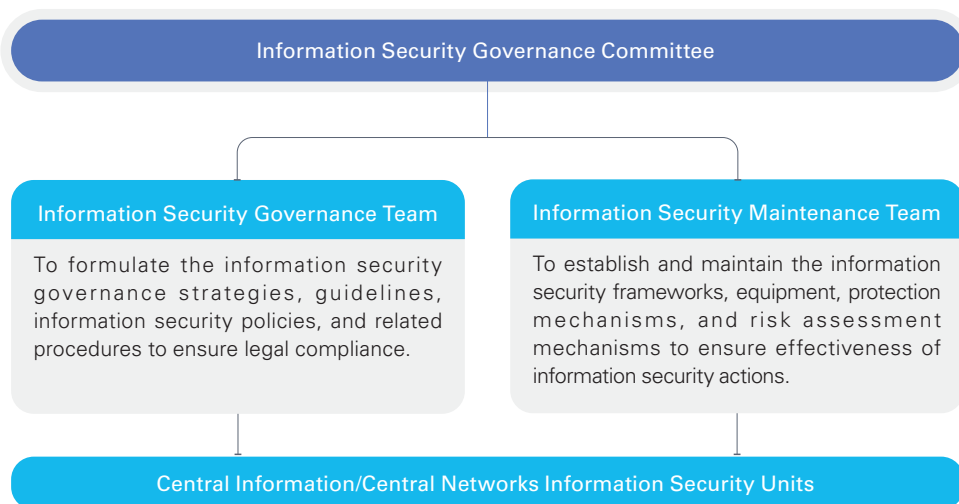 Information Security Governance Committee
Information Security Governance Team
To formulate the information security
governance strategies, guidelines,
information security policies, and related
procedures to ensure legal compliance.
Information Security Maintenance Team
To establish and maintain the information
security frameworks, equipment, protection
mechanisms, and risk assessment
mechanisms to ensure effectiveness of
information security actions.
Central Information/Central Networks Information Security Units